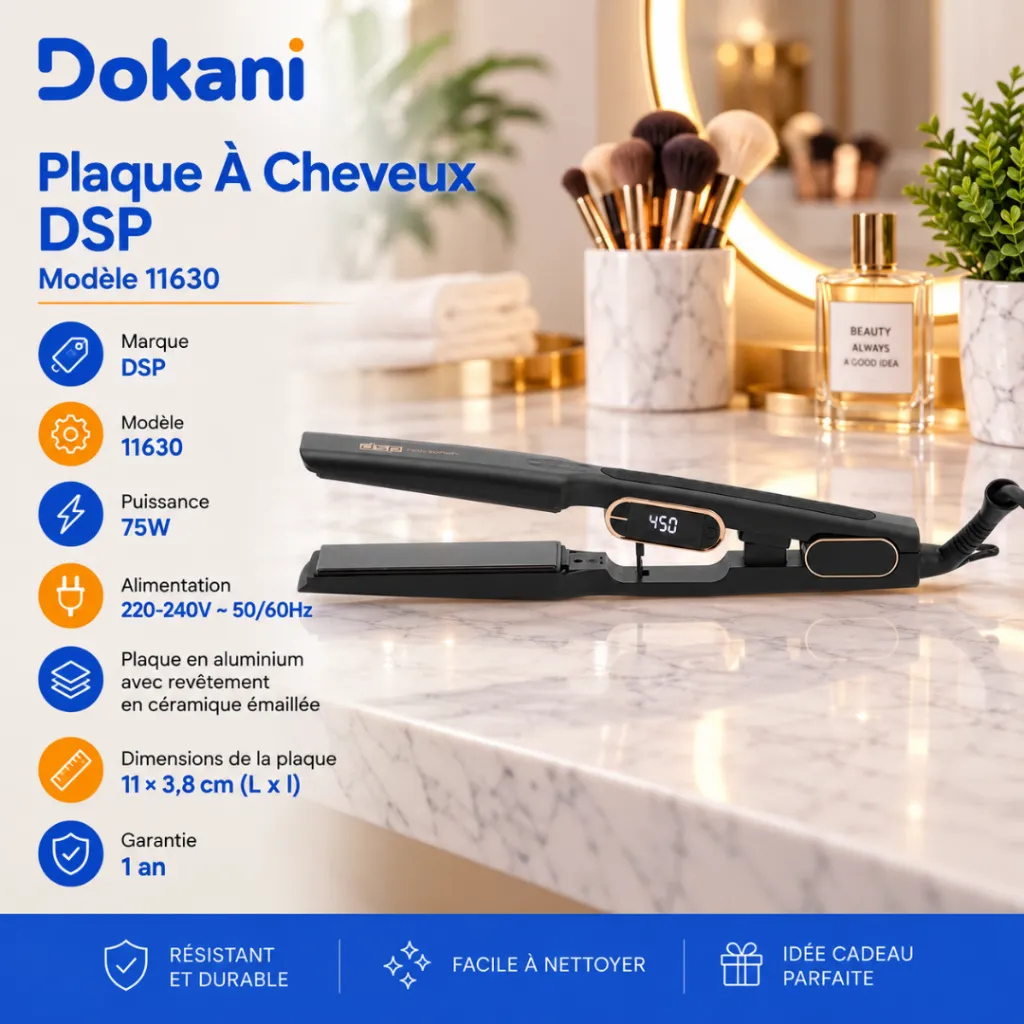 Dokani
Plaque À Cheveux
DSP
Modèle 11630
Marque
DSP
Modèle
11630
Puissance
75W
Alimentation
220-240V ~ 50/60Hz
Plaque en aluminium
avec revêtement
en céramique émaillée
Dimensions de la plaque
11 × 3,8 cm (L x l)
Garantie
1 an
BEAUTY
ALWAYS
A GOOD IDEA
dsp
450
RÉSISTANT
ET DURABLE
FACILE À NETTOYER
IDÉE CADEAU
PARFAITE